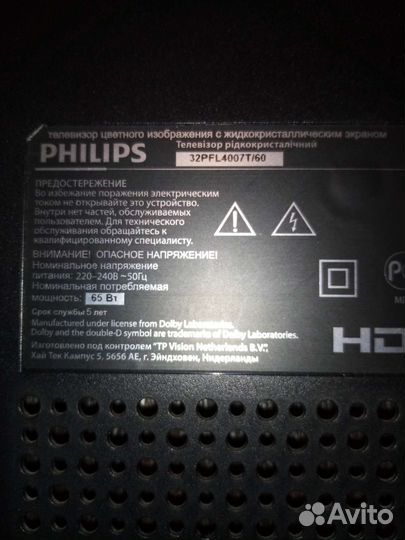 телевизор цветного изображения с жидкокристаллическим экраном
PHILIPS
Телевізор рідкокристалічний
32PFL4007T/60
ПРЕДОСТЕРЕЖЕНИЕ
Во избежание поражения электрическим
током не открывайте это устройство.
Внутри нет частей, обслуживаемых
пользователем. Для технического
обслуживания обращайтесь к
квалифицированному специалисту.
ВНИМАНИЕ! ОПАСНОЕ НАПРЯЖЕНИЕ!
Номинальное напряжение
питания: 220-240В ~50Гц
Номинальная потребляемая
мощность: 65 Вт
Срок службы 5 лет
Manufactured under license from Dolby Laboratories.
Dolby and the double-D symbol are trademarks of Dolby Laboratories.
Изготовлено под контролем "TP Vision Netherlands B.V.",
Хай Тек Кампус 5, 5656 AE, г. Эйндховен, Нидерланды
Avito